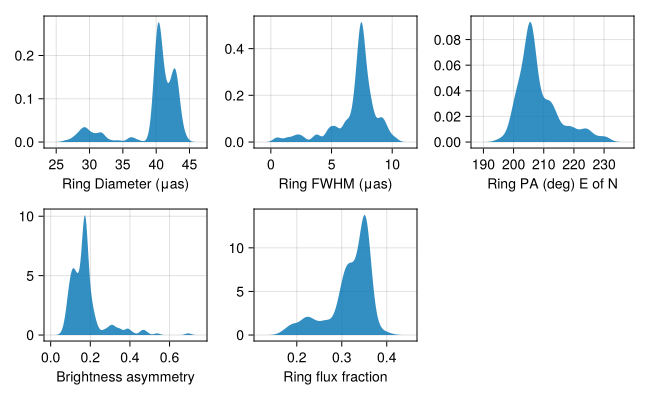 0.2
0.1
0.0
25 30 35 40 45
Ring Diameter (μas)
0.4
0.2
0.0
0 5 10
Ring FWHM (μas)
0.08
0.06
0.04
0.02
0.00
190 200 210 220 230
Ring PA (deg) E of N
10
5
0
0.0 0.2 0.4 0.6
Brightness asymmetry
10
5
0
0.2 0.3 0.4
Ring flux fraction